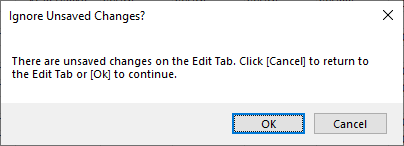 Ignore Unsaved Changes?
There are unsaved changes on the Edit Tab. Click [Cancel] to return to
the Edit Tab or [Ok] to continue.
OK
Cancel